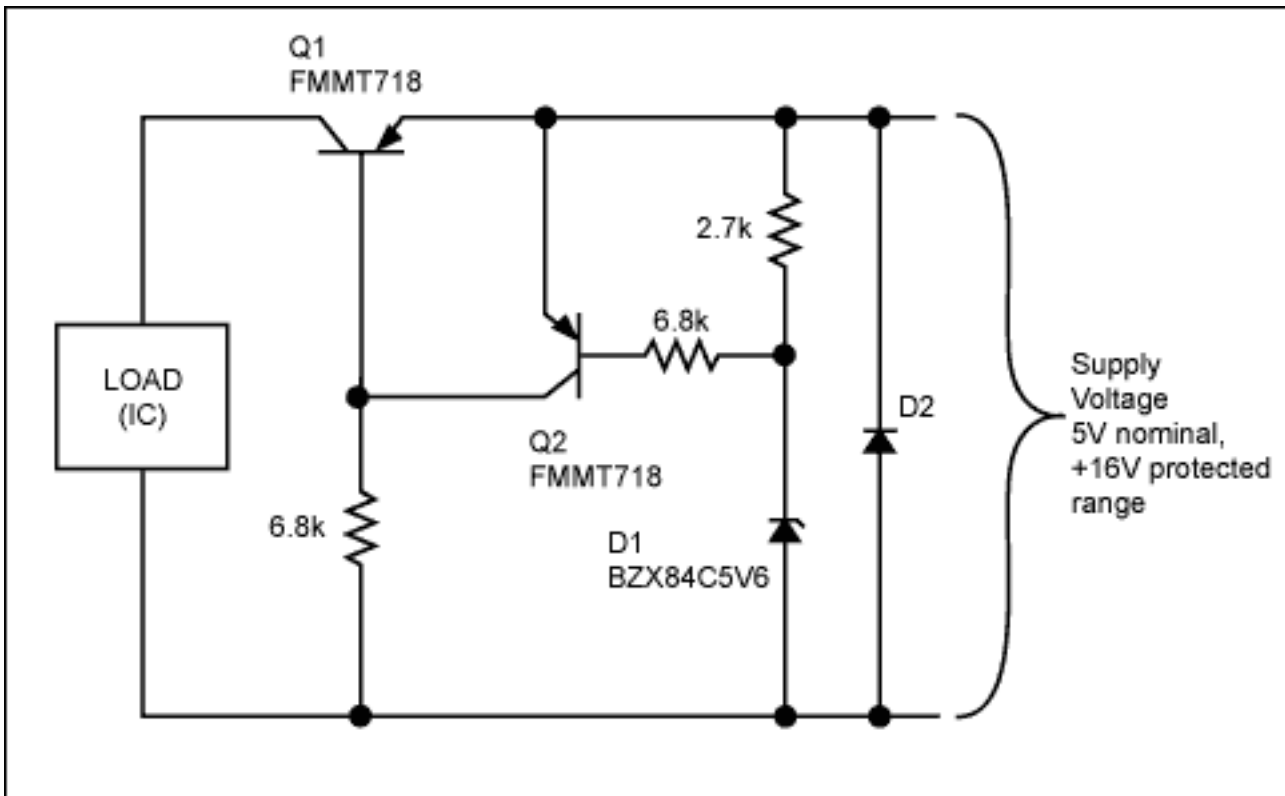 Q1
FMMT718
2.7k
6.8k
LOAD
(IC)
D2
Supply
Voltage
5V nominal,
+16V protected
range
Q2
FMMT718
6.8k
D1
BZX84C5V6